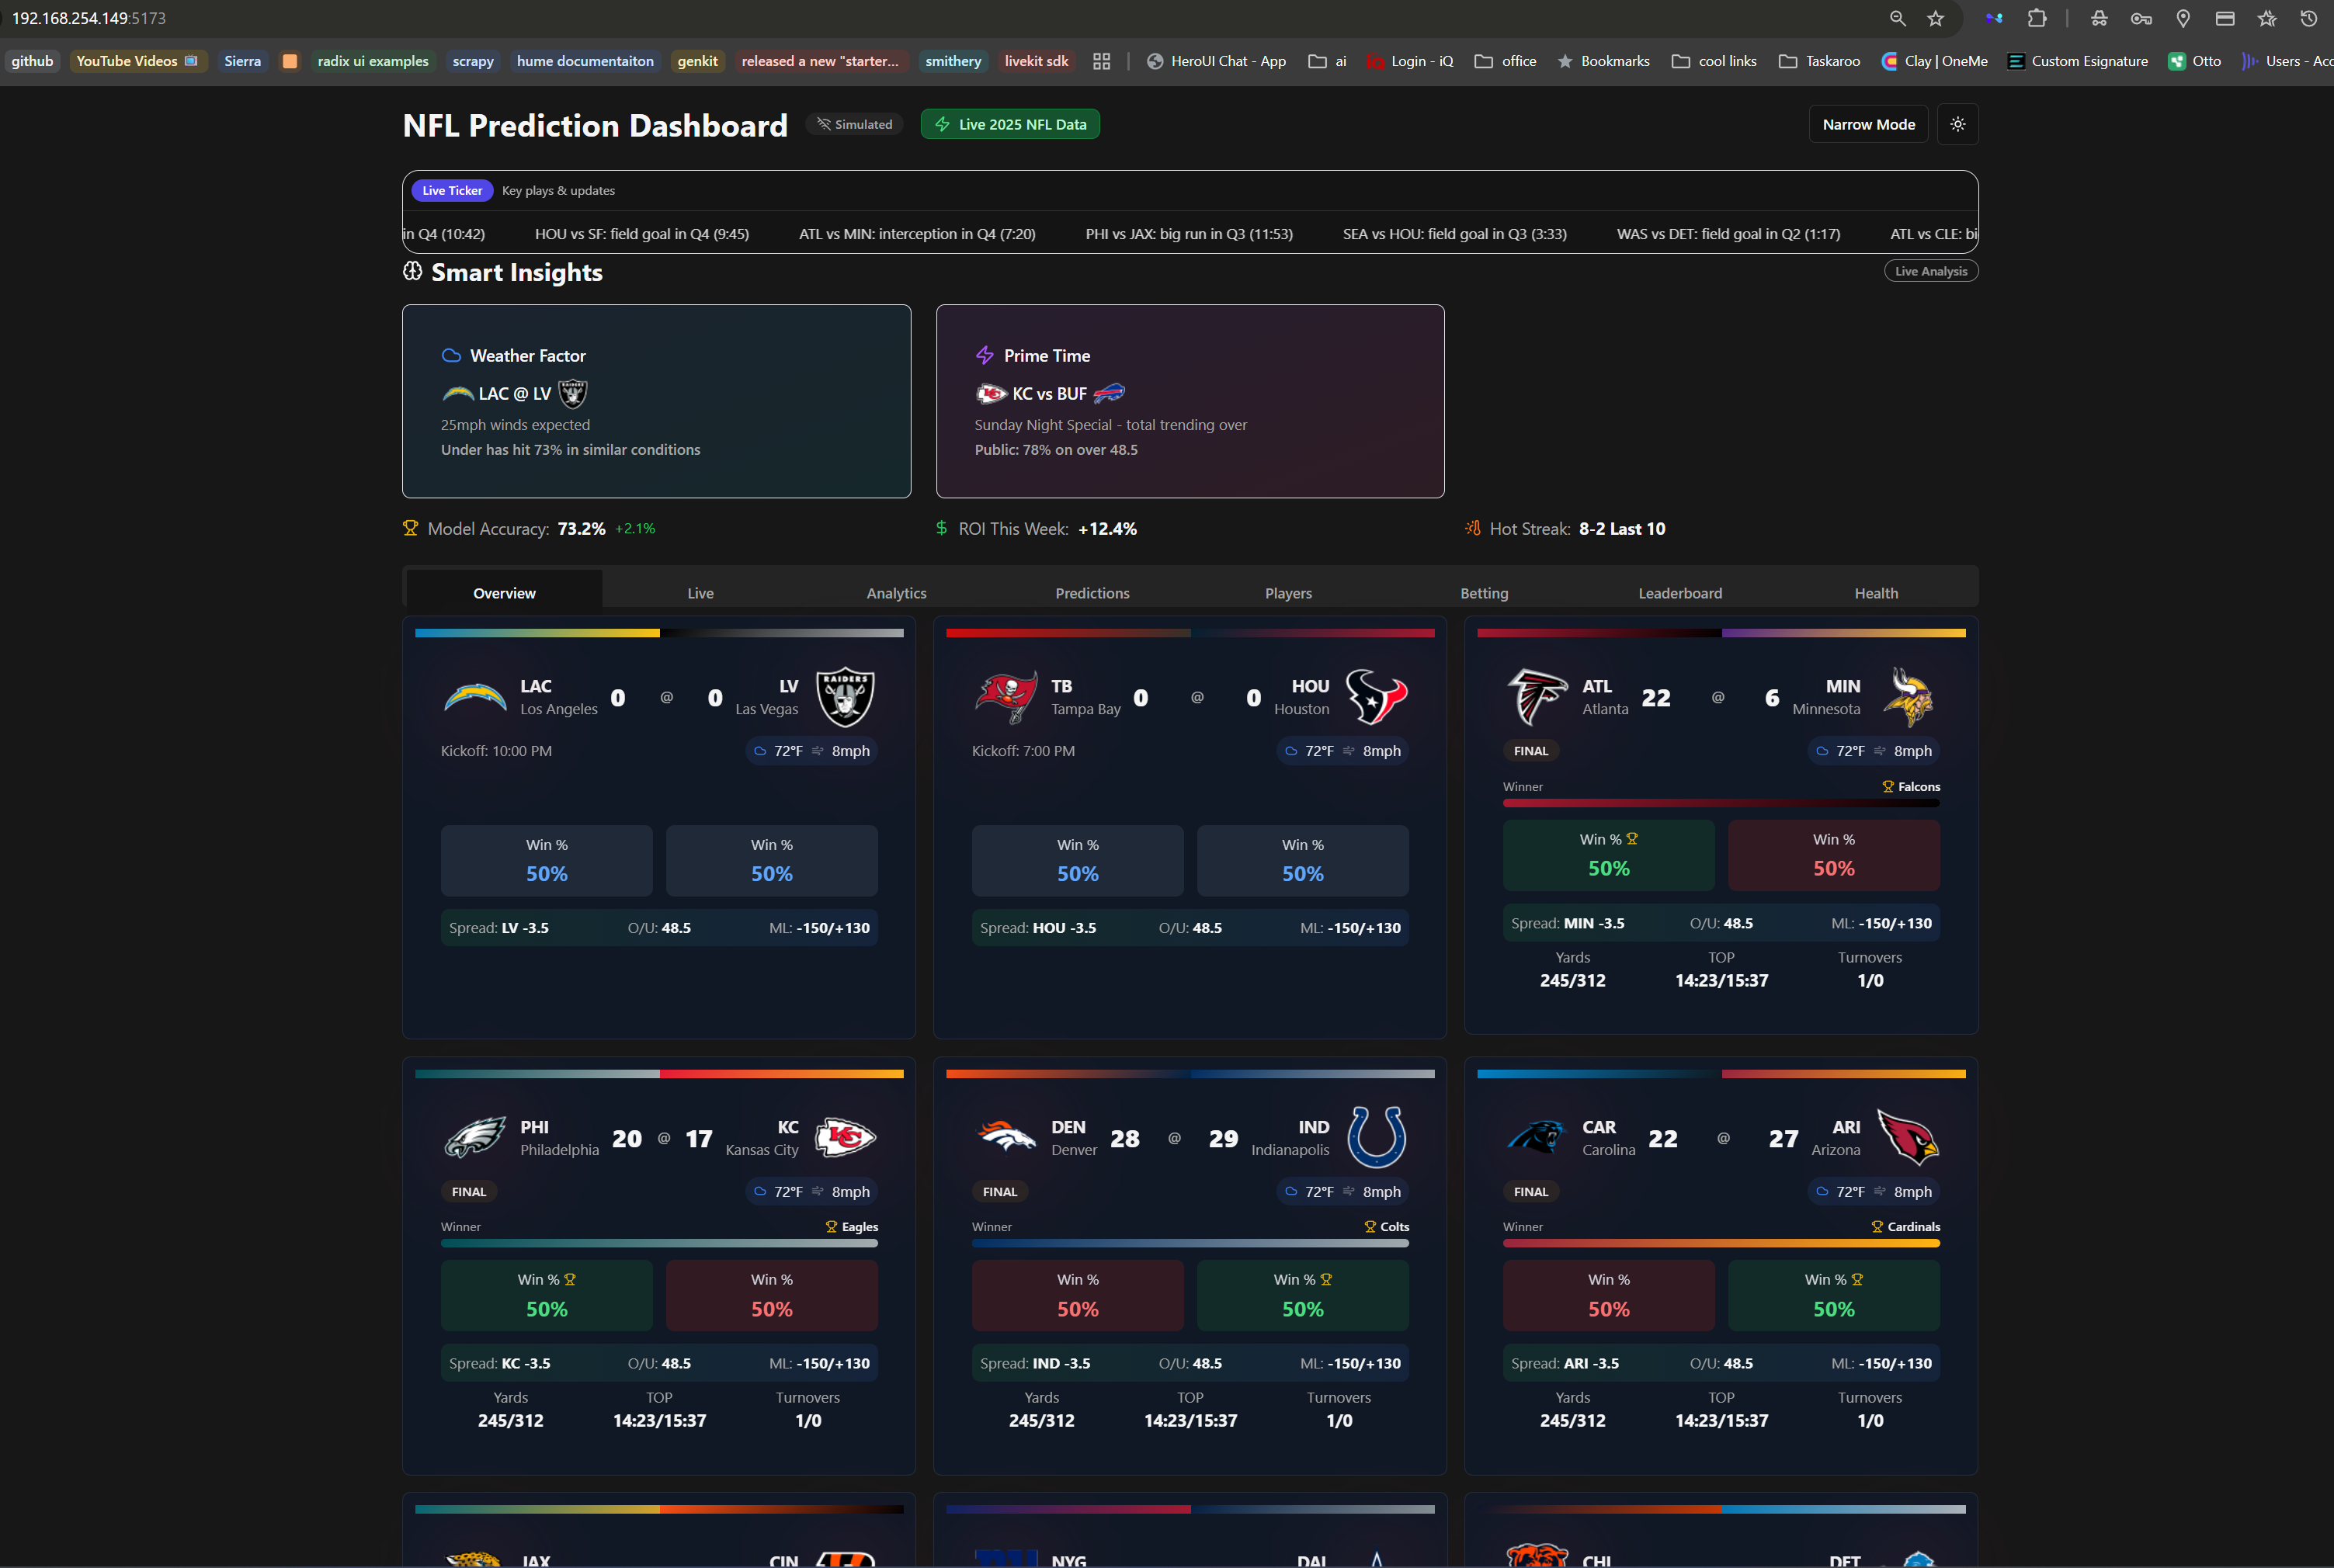 192.168.254.149:5173
github YouTube Videos Sierra radix ui examples scrapy hume documentaiton genkit released a new "starter... smithery livekit sdk HeroUI Chat - App ai Login - iQ office Bookmarks cool links Taskaroo Clay | OneMe Custom Esignature Otto Users - Acc
NFL Prediction Dashboard Simulated Live 2025 NFL Data Narrow Mode
Live Ticker Key plays & updates
in Q4 (10:42) HOU vs SF: field goal in Q4 (9:45) ATL vs MIN: interception in Q4 (7:20) PHI vs JAX: big run in Q3 (11:53) SEA vs HOU: field goal in Q3 (3:33) WAS vs DET: field goal in Q2 (1:17) ATL vs CLE: bi
Smart Insights Live Analysis
Weather Factor
LAC @ LV RAIDERS
25mph winds expected
Under has hit 73% in similar conditions
Prime Time
KC vs BUF
Sunday Night Special - total trending over
Public: 78% on over 48.5
Model Accuracy: 73.2% +2.1% ROI This Week: +12.4% Hot Streak: 8-2 Last 10
Overview Live Analytics Predictions Players Betting Leaderboard Health
LAC 0 @ 0 LV RAIDERS
Los Angeles Las Vegas
Kickoff: 10:00 PM 72°F 8mph
Win % Win %
50% 50%
Spread: LV -3.5 O/U: 48.5 ML: -150/+130
TB 0 @ 0 HOU
Tampa Bay Houston
Kickoff: 7:00 PM 72°F 8mph
Win % Win %
50% 50%
Spread: HOU -3.5 O/U: 48.5 ML: -150/+130
ATL 22 @ 6 MIN
Atlanta Minnesota
FINAL 72°F 8mph
Winner Falcons
Win % Win %
50% 50%
Spread: MIN -3.5 O/U: 48.5 ML: -150/+130
Yards TOP Turnovers
245/312 14:23/15:37 1/0
PHI 20 @ 17 KC KC
Philadelphia Kansas City
FINAL 72°F 8mph
Winner Eagles
Win % Win %
50% 50%
Spread: KC -3.5 O/U: 48.5 ML: -150/+130
Yards TOP Turnovers
245/312 14:23/15:37 1/0
DEN 28 @ 29 IND
Denver Indianapolis
FINAL 72°F 8mph
Winner Colts
Win % Win %
50% 50%
Spread: IND -3.5 O/U: 48.5 ML: -150/+130
Yards TOP Turnovers
245/312 14:23/15:37 1/0
CAR 22 @ 27 ARI
Carolina Arizona
FINAL 72°F 8mph
Winner Cardinals
Win % Win %
50% 50%
Spread: ARI -3.5 O/U: 48.5 ML: -150/+130
Yards TOP Turnovers
245/312 14:23/15:37 1/0
JAX CIN
NYG DAL
CHI DET